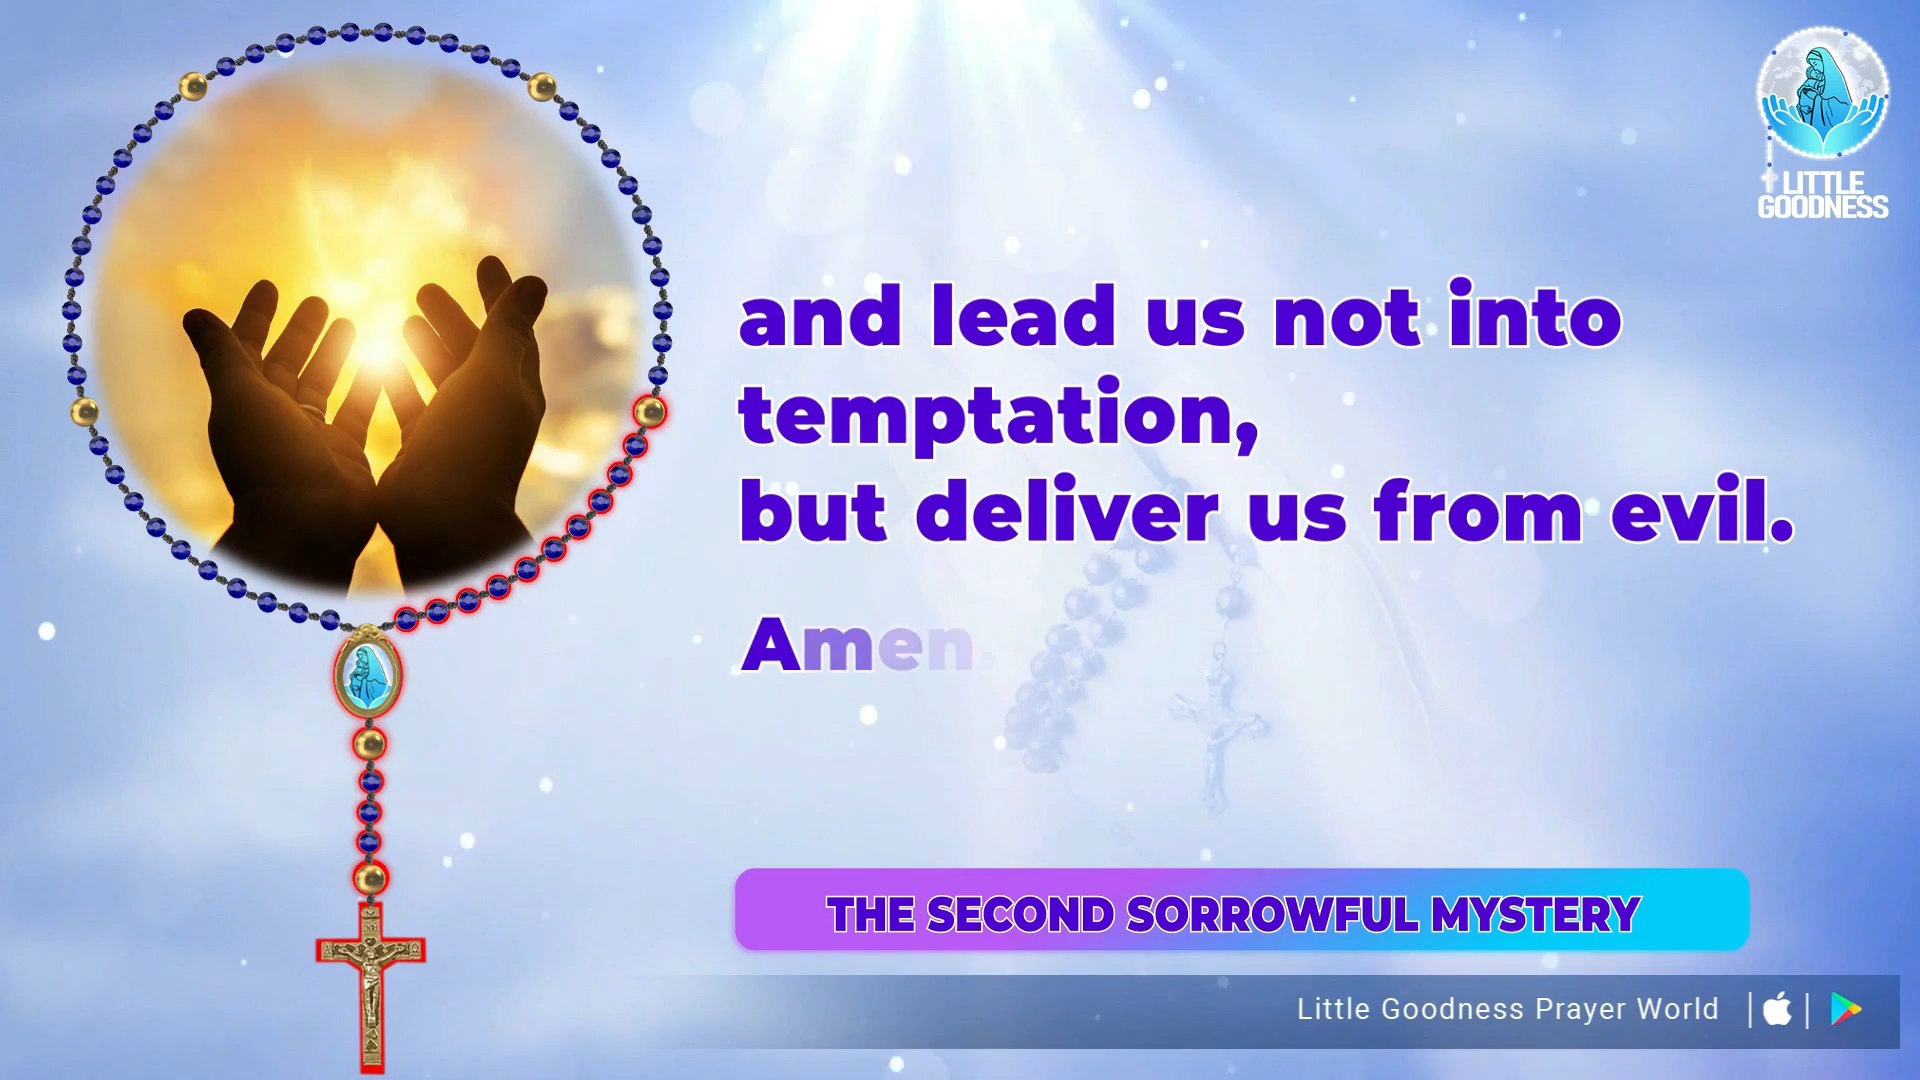 LITTLE
GOODNESS
and lead us not into
temptation,
but deliver us from evil.
Amen.
THE SECOND SORROWFUL MYSTERY
Little Goodness Prayer World